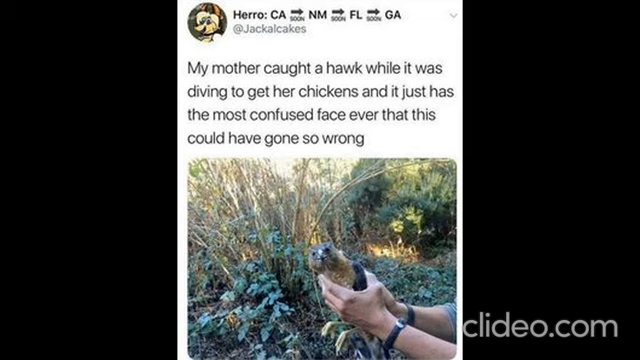 Herro: CA SOON NM SOON FL SOON GA
@Jackalcakes
My mother caught a hawk while it was
diving to get her chickens and it just has
the most confused face ever that this
could have gone so wrong
clideo.com